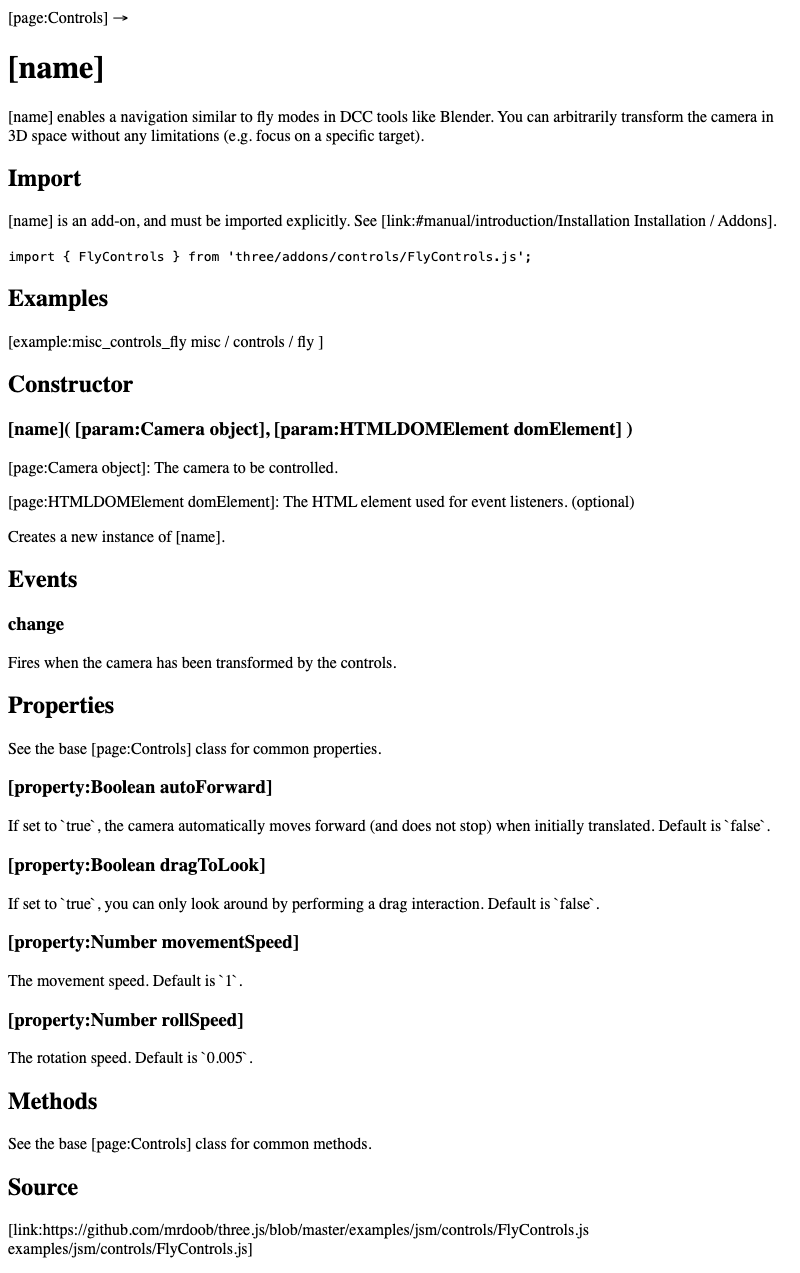 [page:Controls] →
[name]
[name] enables a navigation similar to fly modes in DCC tools like Blender. You can arbitrarily transform the camera in
3D space without any limitations (e.g. focus on a specific target).
Import
[name] is an add-on, and must be imported explicitly. See [link:#manual/introduction/Installation Installation / Addons].
import { FlyControls } from 'three/addons/controls/FlyControls.js';
Examples
[example:misc_controls_fly misc / controls / fly ]
Constructor
[name]( [param:Camera object], [param:HTMLDOMElement domElement] )
[page:Camera object]: The camera to be controlled.
[page:HTMLDOMElement domElement]: The HTML element used for event listeners. (optional)
Creates a new instance of [name].
Events
change
Fires when the camera has been transformed by the controls.
Properties
See the base [page:Controls] class for common properties.
[property:Boolean autoForward]
If set to `true`, the camera automatically moves forward (and does not stop) when initially translated. Default is `false`.
[property:Boolean dragToLook]
If set to `true`, you can only look around by performing a drag interaction. Default is `false`.
[property:Number movementSpeed]
The movement speed. Default is `1`.
[property:Number rollSpeed]
The rotation speed. Default is `0.005`.
Methods
See the base [page:Controls] class for common methods.
Source
[link:https://github.com/mrdoob/three.js/blob/master/examples/jsm/controls/FlyControls.js
examples/jsm/controls/FlyControls.js]